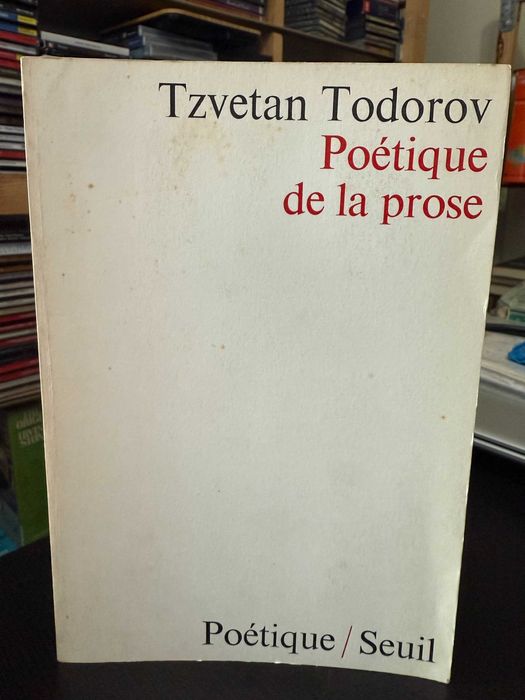 Tzvetan Todorov
Poétique
de la prose
Poétique / Seuil